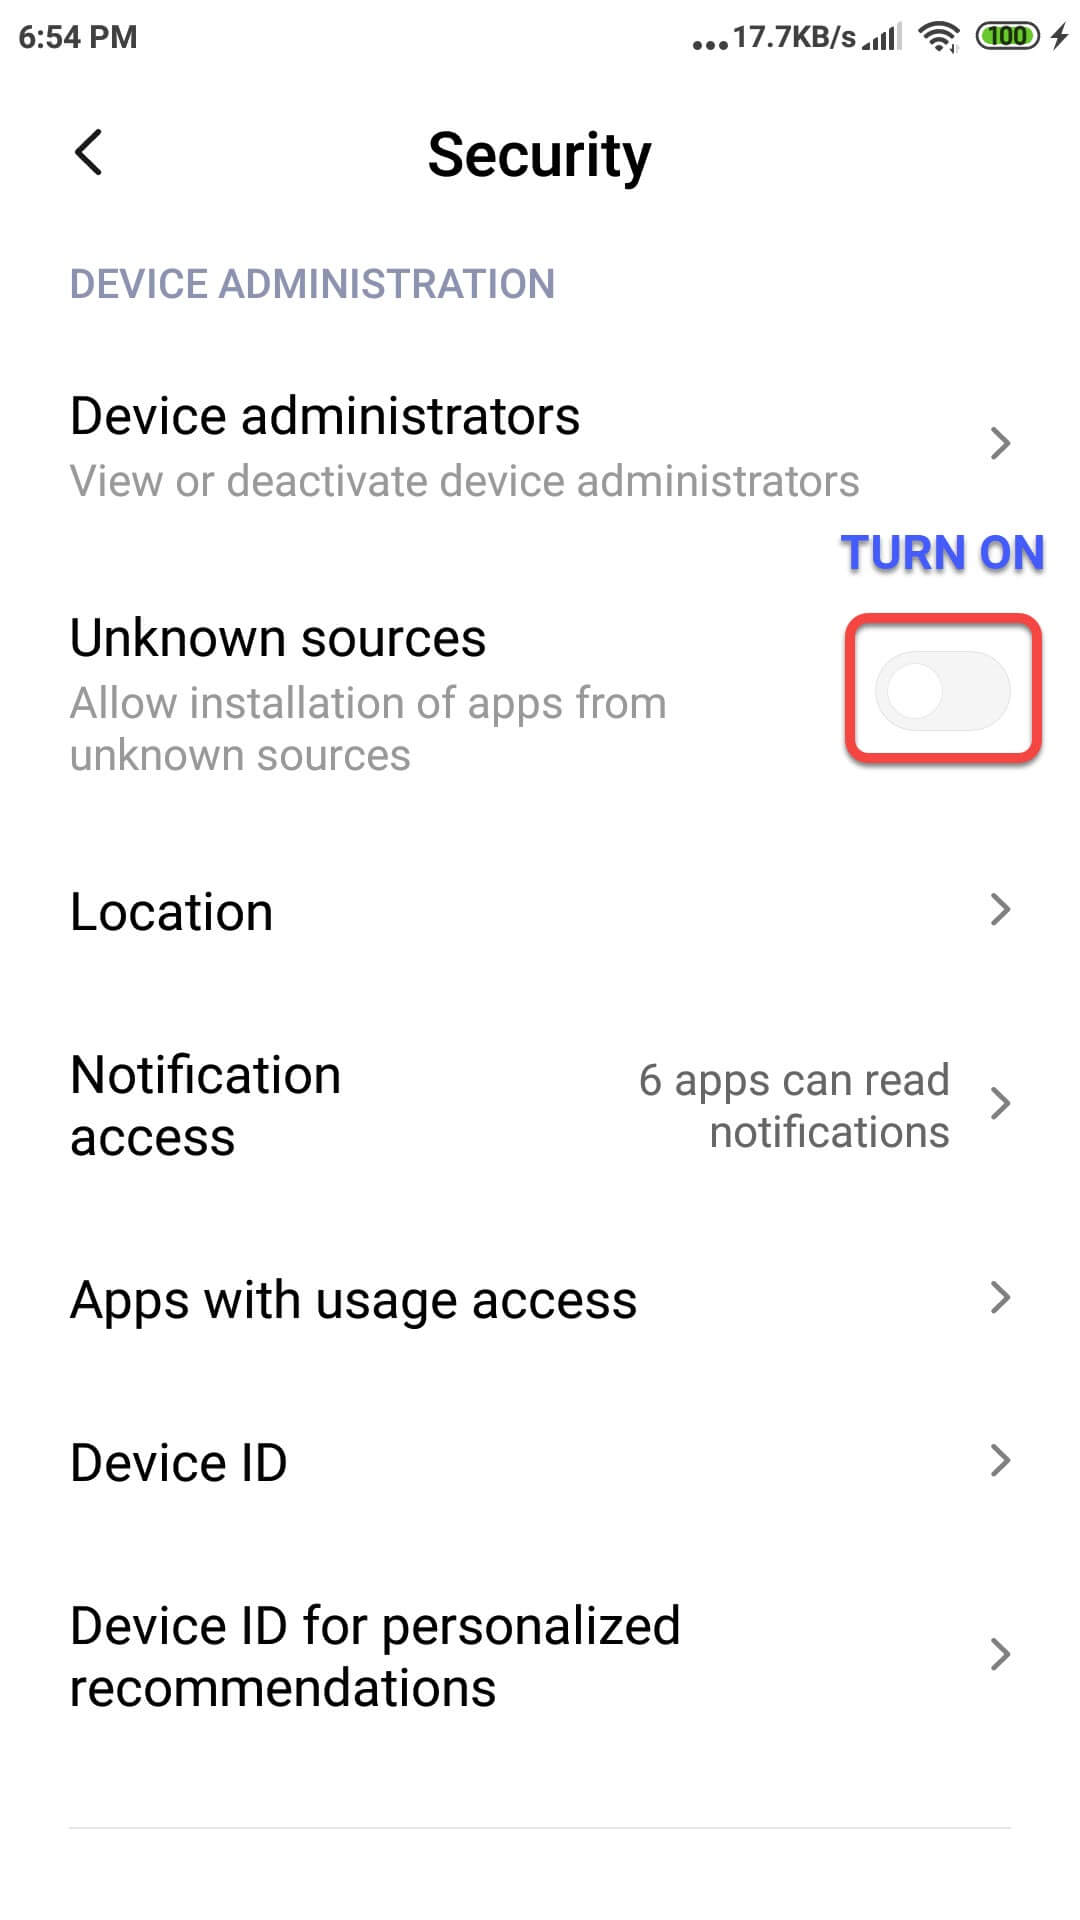 6:54 PM
...17.7KB/s 100
Security
DEVICE ADMINISTRATION
Device administrators
View or deactivate device administrators
TURN ON
Unknown sources
Allow installation of apps from
unknown sources
Location
Notification
access
6 apps can read
notifications
Apps with usage access
Device ID
Device ID for personalized
recommendations